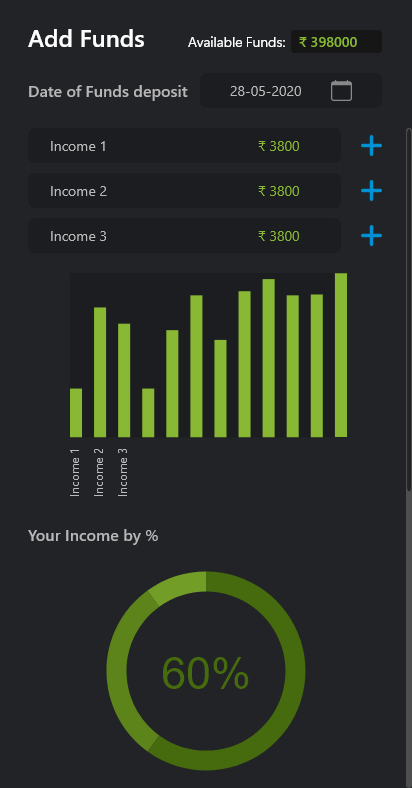 Add Funds
Available Funds: ₹ 398000
Date of Funds deposit 28-05-2020
Income 1 ₹ 3800
Income 2 ₹ 3800
Income 3 ₹ 3800
Income 1
Income 2
Income 3
Your Income by %
60%